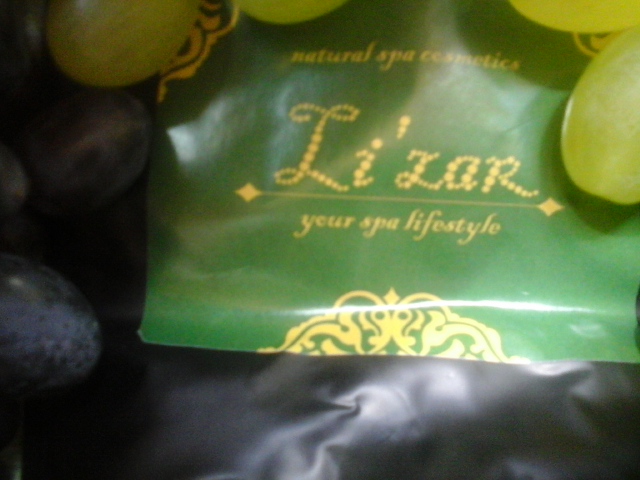 natural spa cosmetics
Li'zar
your spa lifestyle